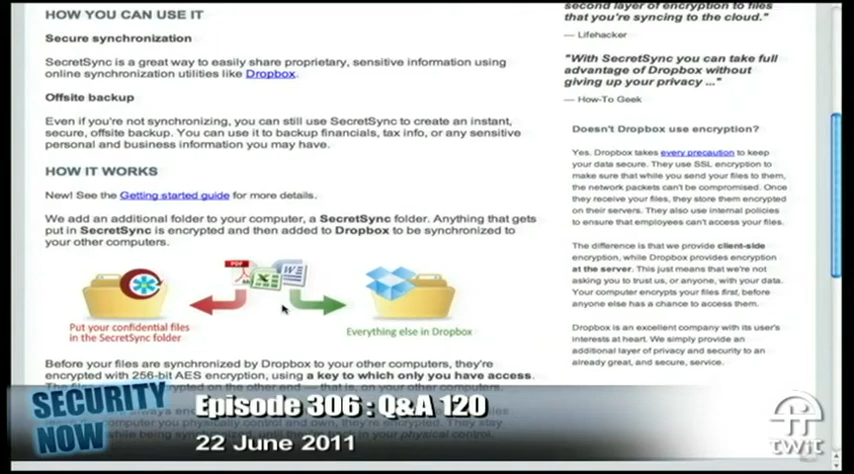 HOW YOU CAN USE IT
Secure synchronization
SecretSync is a great way to easily share proprietary, sensitive information using
online synchronization utilities like Dropbox.
Offsite backup
Even if you're not synchronizing, you can still use SecretSync to create an instant,
secure, offsite backup. You can use it to backup financials, tax info, or any sensitive
personal and business information you may have.
HOW IT WORKS
New! See the Getting started guide for more details.
We add an additional folder to your computer, a SecretSync folder. Anything that gets
put in SecretSync is encrypted and then added to Dropbox to be synchronized to
your other computers.
PDF
Put your confidential files
in the SecretSync folder
Everything else in Dropbox
Before your files are synchronized by Dropbox to your other computers, they're
encrypted with 256-bit AES encryption, using a key to which only you have access.
second layer of encryption to files
that you're syncing to the cloud."
— Lifehacker
"With SecretSync you can take full
advantage of Dropbox without
giving up your privacy ..."
— How-To Geek
Doesn't Dropbox use encryption?
Yes. Dropbox takes every precaution to keep
your data secure. They use SSL encryption to
make sure that while you send your files to them,
the network packets can't be compromised. Once
they receive your files, they store them encrypted
on their servers. They also use internal policies
to ensure that employees can't access your files.
The difference is that we provide client-side
encryption, while Dropbox provides encryption
at the server. This just means that we're not
asking you to trust us, or anyone, with your data.
Your computer encrypts your files first, before
anyone else has a chance to access them.
Dropbox is an excellent company with its user's
interests at heart. We simply provide an
additional layer of privacy and security to an
already great, and secure, service.
SECURITY
NOW
Episode 306 : Q&A 120
22 June 2011
twit